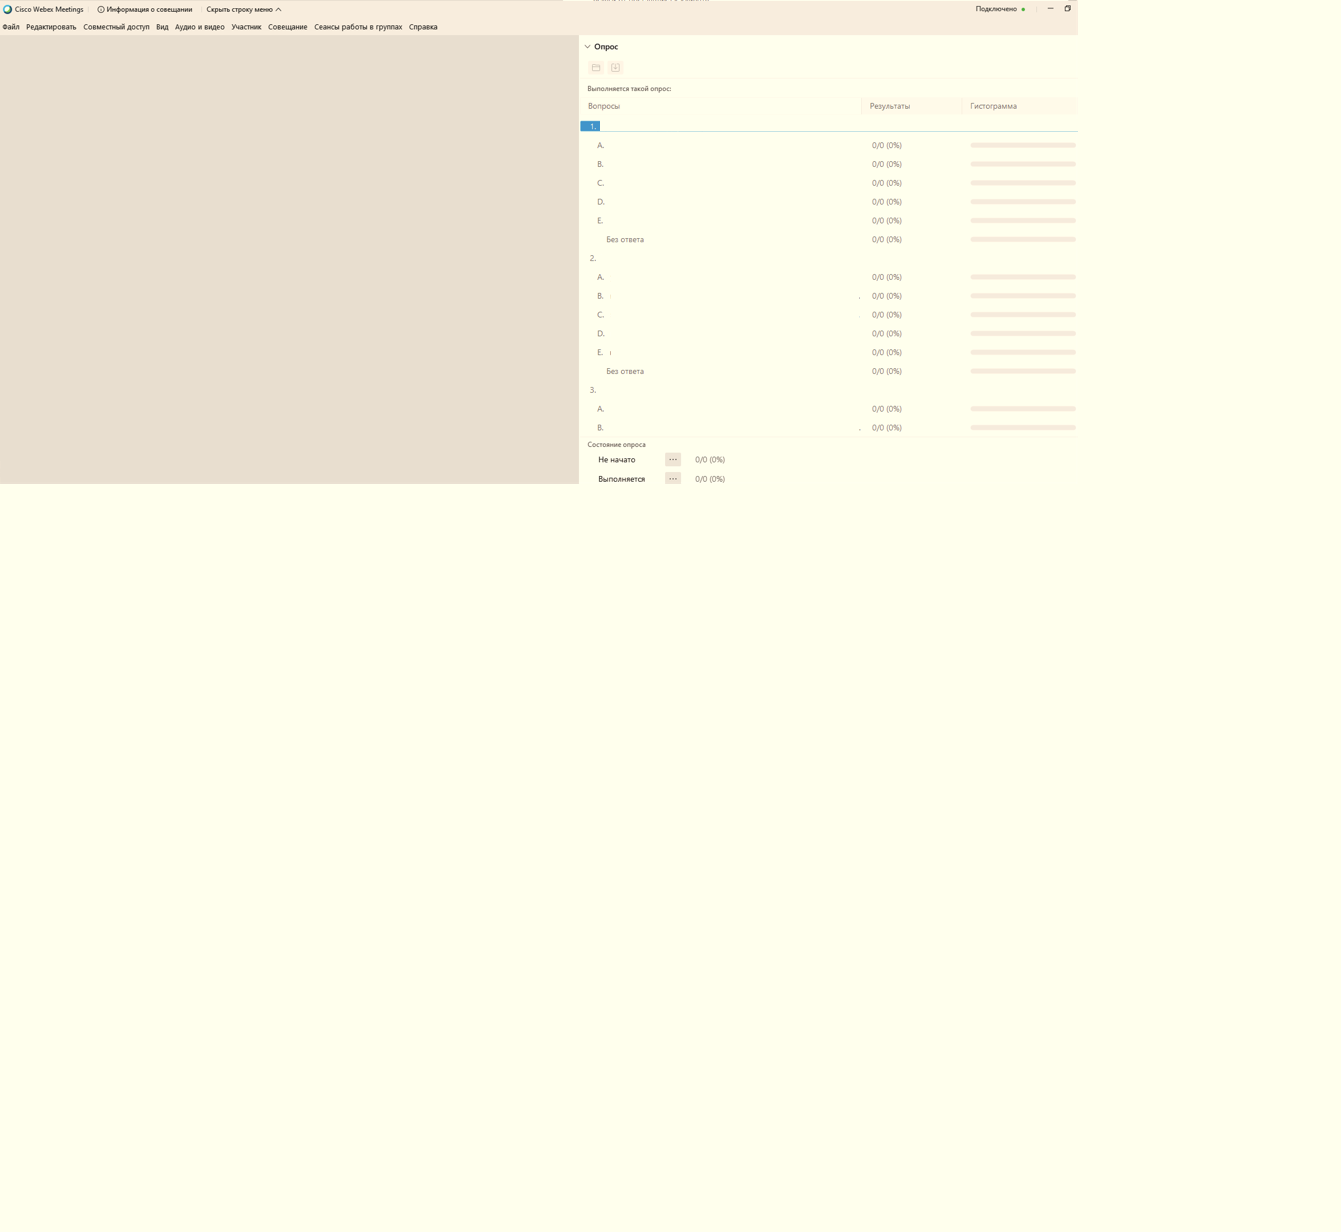 Cisco Webex Meetings Информация о совещании Скрыть строку меню Подключено
Файл Редактировать Совместный доступ Вид Аудио и видео Участник Совещание Сеансы работы в группах Справка
Опрос
Выполняется такой опрос:
Вопросы Результаты Гистограмма
1.
A. 0/0 (0%)
B. 0/0 (0%)
C. 0/0 (0%)
D. 0/0 (0%)
E. 0/0 (0%)
Без ответа 0/0 (0%)
2.
A. 0/0 (0%)
B. 0/0 (0%)
C. 0/0 (0%)
D. 0/0 (0%)
E. 0/0 (0%)
Без ответа 0/0 (0%)
3.
A. 0/0 (0%)
B. 0/0 (0%)
Состояние опроса
Не начато ... 0/0 (0%)
Выполняется ... 0/0 (0%)